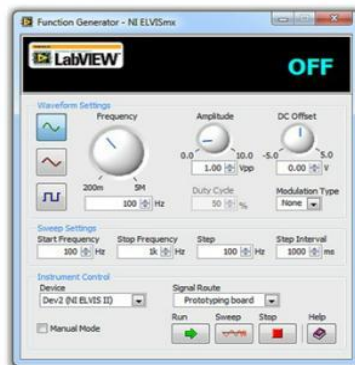 Function Generator - NI ELVISmx
LabVIEW
OFF
Waveform Settings
Frequency
Amplitude
DC Offset
200m 5M
0.0 10.0
-5.0 5.0
100 Hz
1.00 Vpp
0.00 V
Duty Cycle
50 %
Modulation Type
None
Sweep Settings
Start Frequency Stop Frequency Step Step Interval
100 Hz 1k Hz 100 Hz 1000 ms
Instrument Control
Device Signal Route
Dev2 (NI ELVIS II) Prototyping board
Run Sweep Stop Help
Manual Mode